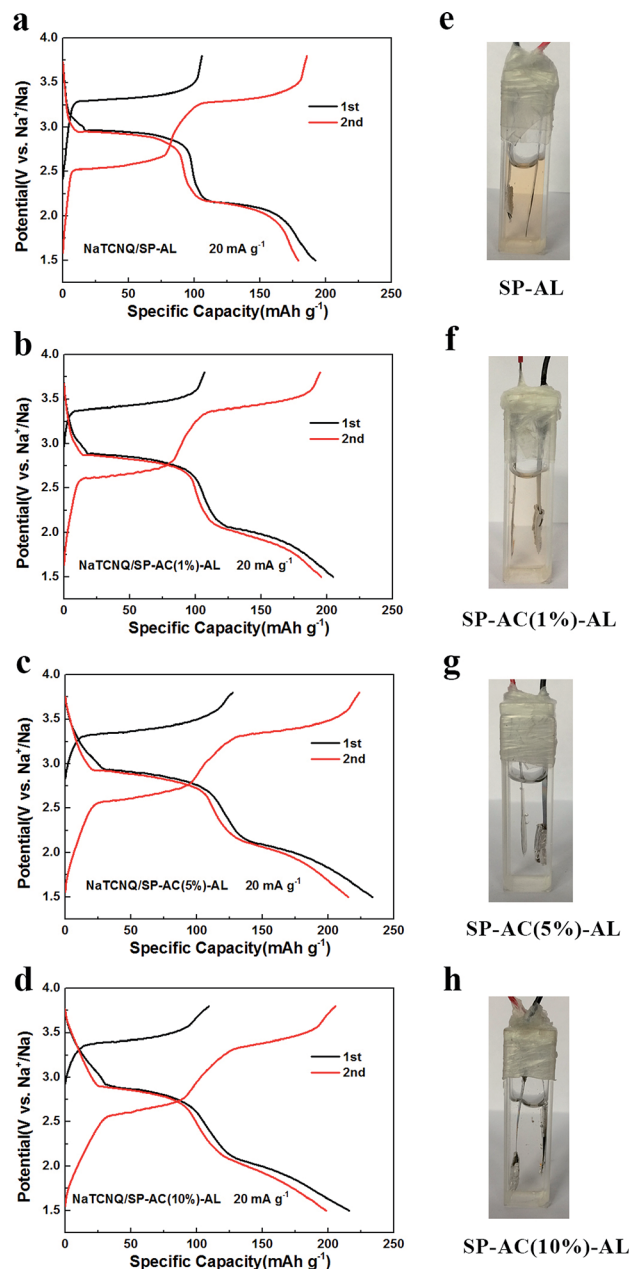 a
4.0
3.5
3.0
2.5
2.0
1.5
Potential(V vs. Na⁺/Na)
1st
2nd
NaTCNQ/SP-AL 20 mA g⁻¹
0 50 100 150 200 250
Specific Capacity(mAh g⁻¹)
e
SP-AL
b
4.0
3.5
3.0
2.5
2.0
1.5
Potential(V vs. Na⁺/Na)
1st
2nd
NaTCNQ/SP-AC(1%)-AL 20 mA g⁻¹
0 50 100 150 200 250
Specific Capacity(mAh g⁻¹)
f
SP-AC(1%)-AL
c
4.0
3.5
3.0
2.5
2.0
1.5
Potential(V vs. Na⁺/Na)
1st
2nd
NaTCNQ/SP-AC(5%)-AL 20 mA g⁻¹
0 50 100 150 200 250
Specific Capacity(mAh g⁻¹)
g
SP-AC(5%)-AL
d
4.0
3.5
3.0
2.5
2.0
1.5
Potential(V vs. Na⁺/Na)
1st
2nd
NaTCNQ/SP-AC(10%)-AL 20 mA g⁻¹
0 50 100 150 200 250
Specific Capacity(mAh g⁻¹)
h
SP-AC(10%)-AL